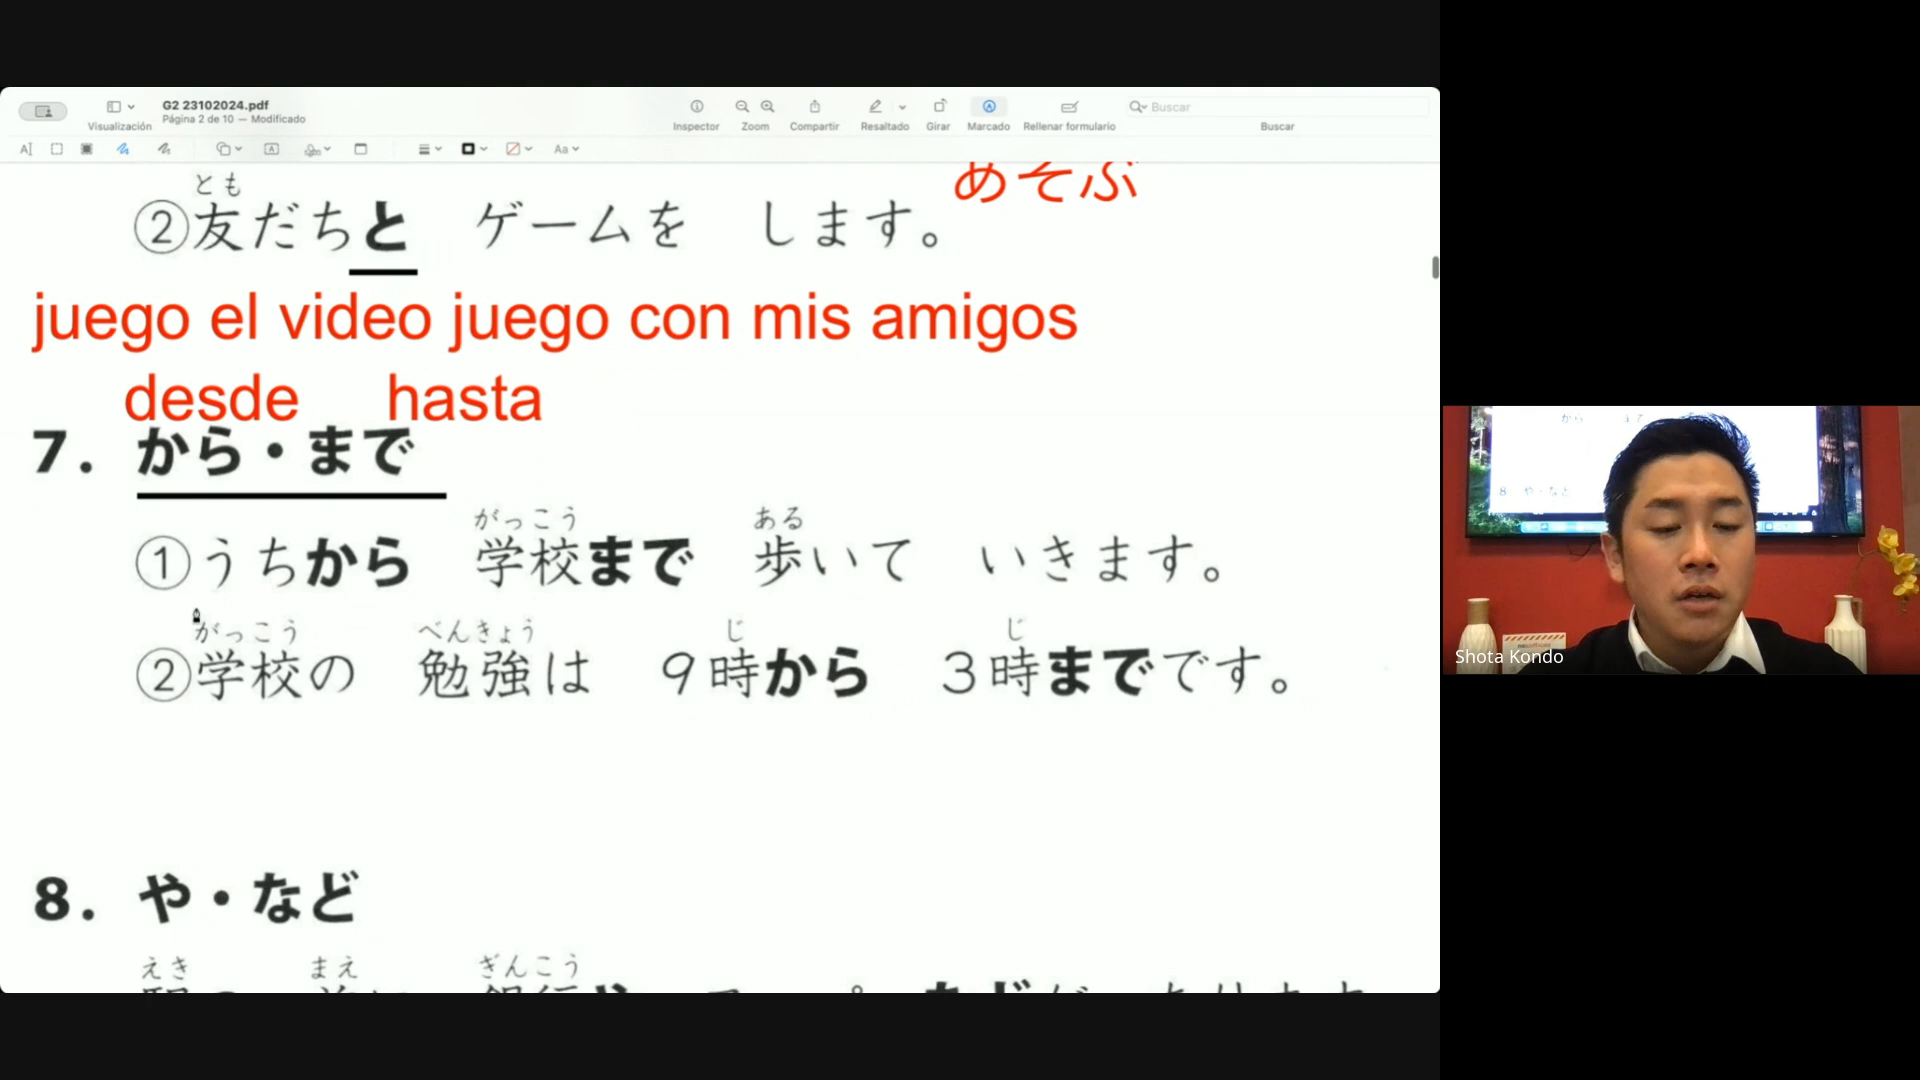 G2 23102024.pdf
Página 2 de 10 — Modificado
Visualización
Inspector
Zoom
Compartir
Resaltado
Girar
Marcado
Rellenar formulario
Buscar
Buscar
Aa
めそぶ
とも
②友だちと ゲームを します。
juego el video juego con mis amigos
desde hasta
7. から・まで
がっこう ある
①うちから 学校まで 歩いて いきます。
がっこう べんきょう じ じ
②学校の 勉強は 9時から 3時までです。
8. や・など
えき まえ ぎんこう
Shota Kondo